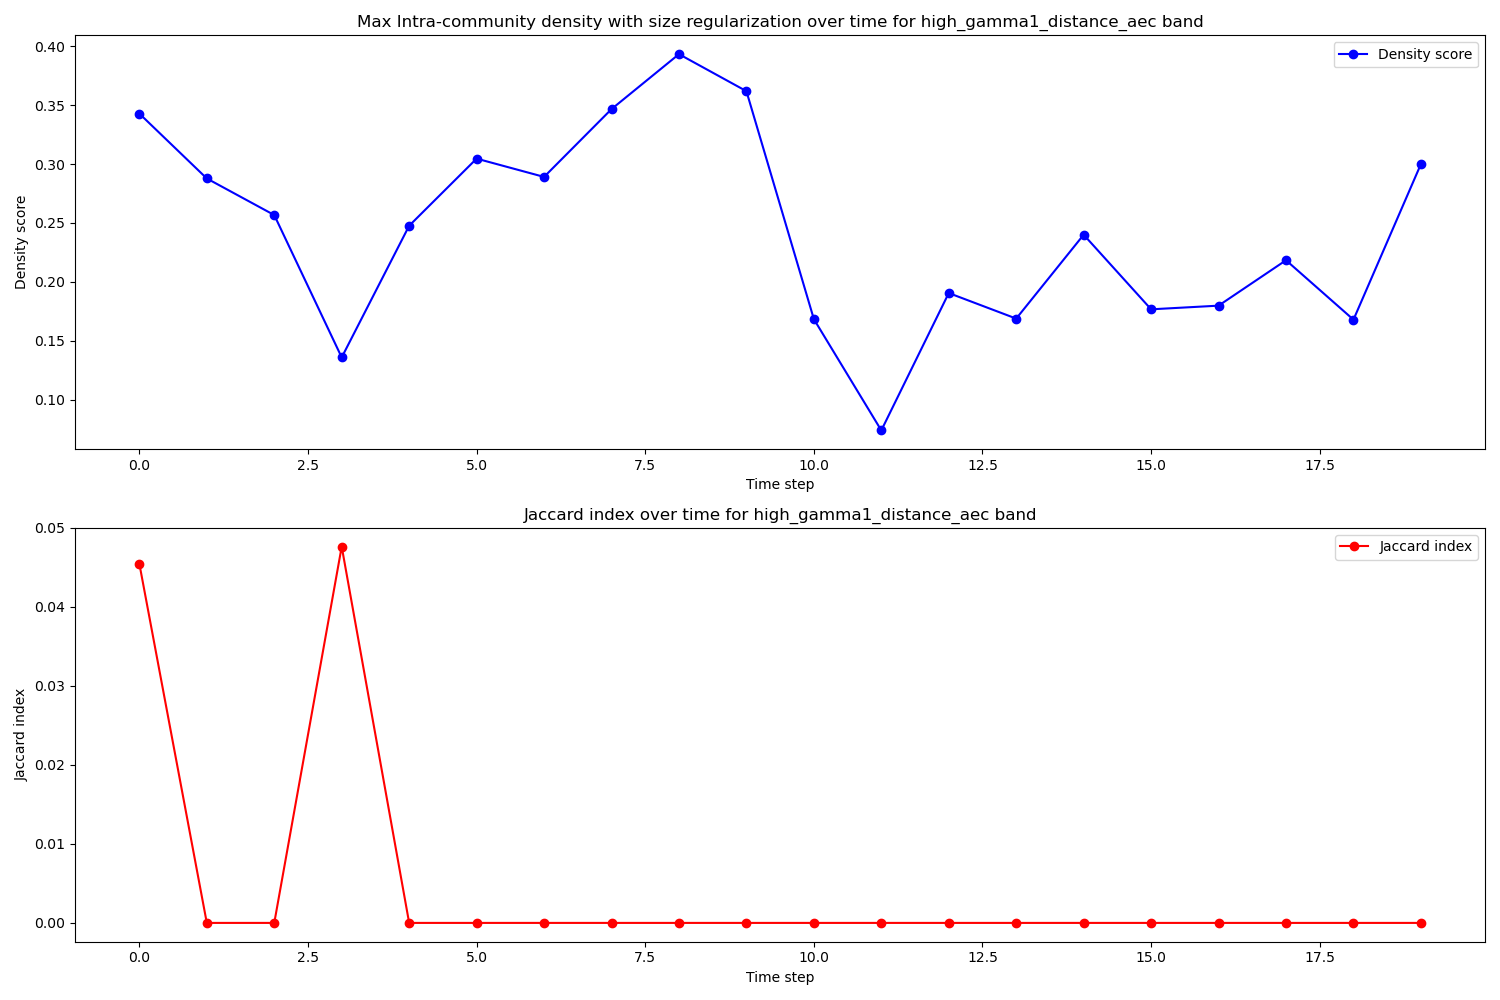 Max Intra-community density with size regularization over time for high_gamma1_distance_aec band
Density score
0.40
0.35
0.30
0.25
0.20
0.15
0.10
Density score
0.0 2.5 5.0 7.5 10.0 12.5 15.0 17.5
Time step
Jaccard index over time for high_gamma1_distance_aec band
Jaccard index
0.05
0.04
0.03
0.02
0.01
0.00
Jaccard index
0.0 2.5 5.0 7.5 10.0 12.5 15.0 17.5
Time step